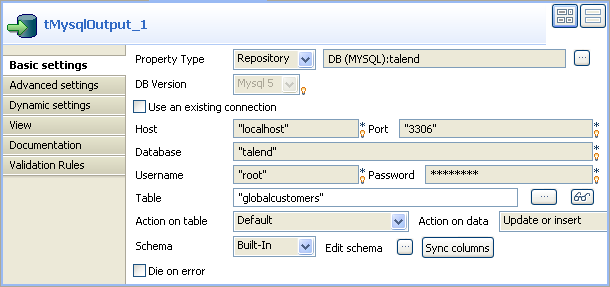 tMysqlOutput_1
Basic settings
Advanced settings
Dynamic settings
View
Documentation
Validation Rules
Property Type Repository DB (MYSQL):talend ...
DB Version Mysql 5
Use an existing connection
Host "localhost" * Port "3306" *
Database "talend" *
Username "root" * Password ******** *
Table "globalcustomers" ...
Action on table Default Action on data Update or insert
Schema Built-In Edit schema ... Sync columns
Die on error